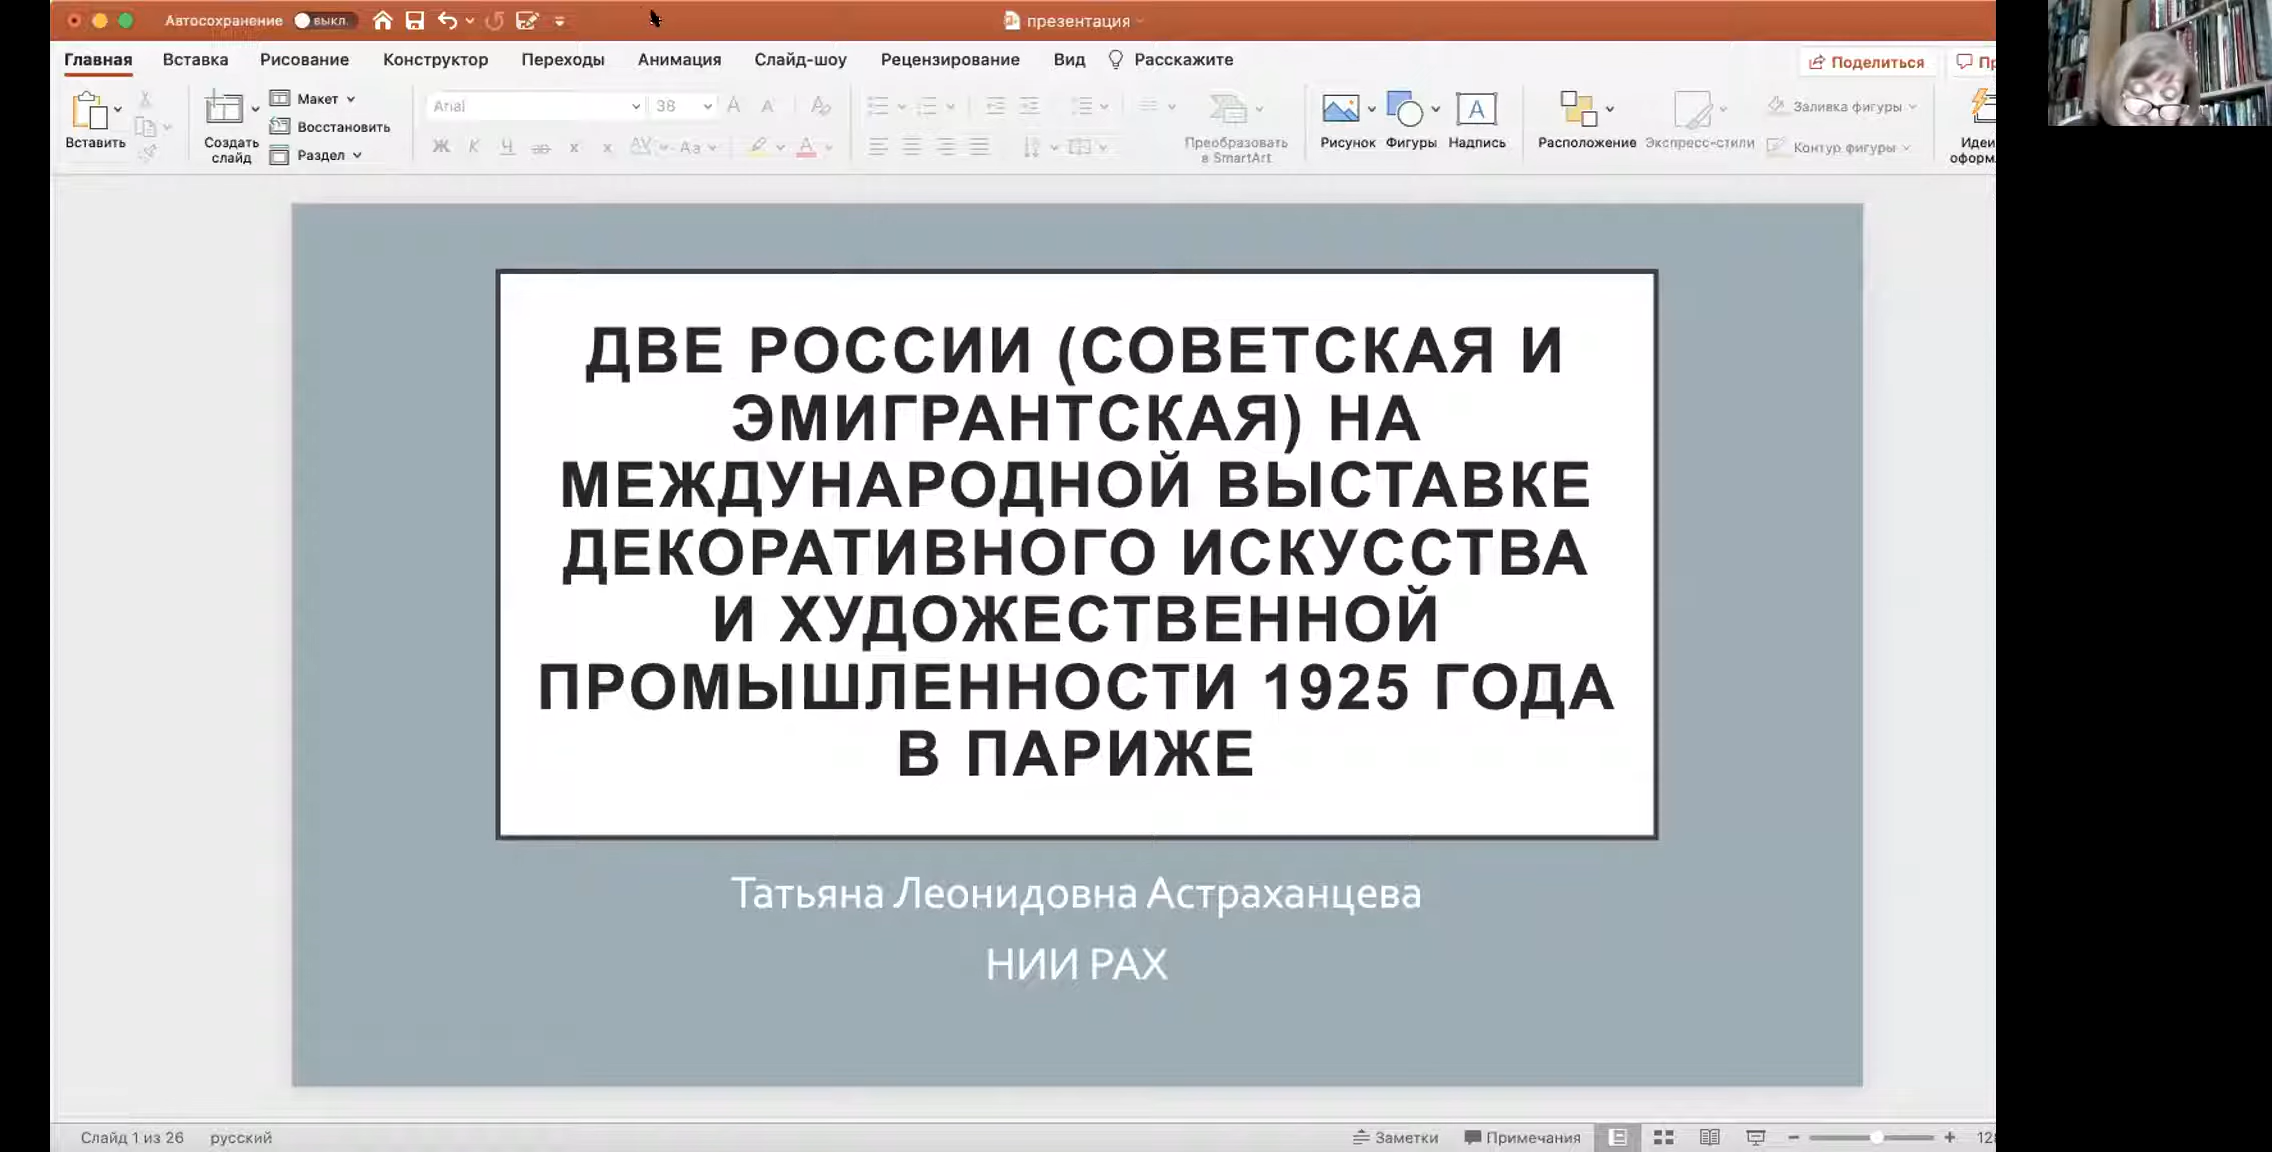 Автосохранение выкл.
презентация
Главная Вставка Рисование Конструктор Переходы Анимация Слайд-шоу Рецензирование Вид Расскажите
Поделиться
Вставить
Создать слайд
Макет
Восстановить
Раздел
Arial 38
Ж К Ч ab x x AV Aa A
Преобразовать в SmartArt
Рисунок Фигуры Надпись
Расположение Экспресс-стили
Заливка фигуры
Контур фигуры
ДВЕ РОССИИ (СОВЕТСКАЯ И
ЭМИГРАНТСКАЯ) НА
МЕЖДУНАРОДНОЙ ВЫСТАВКЕ
ДЕКОРАТИВНОГО ИСКУССТВА
И ХУДОЖЕСТВЕННОЙ
ПРОМЫШЛЕННОСТИ 1925 ГОДА
В ПАРИЖЕ
Татьяна Леонидовна Астраханцева
НИИ РАХ
Слайд 1 из 26 русский
Заметки Примечания